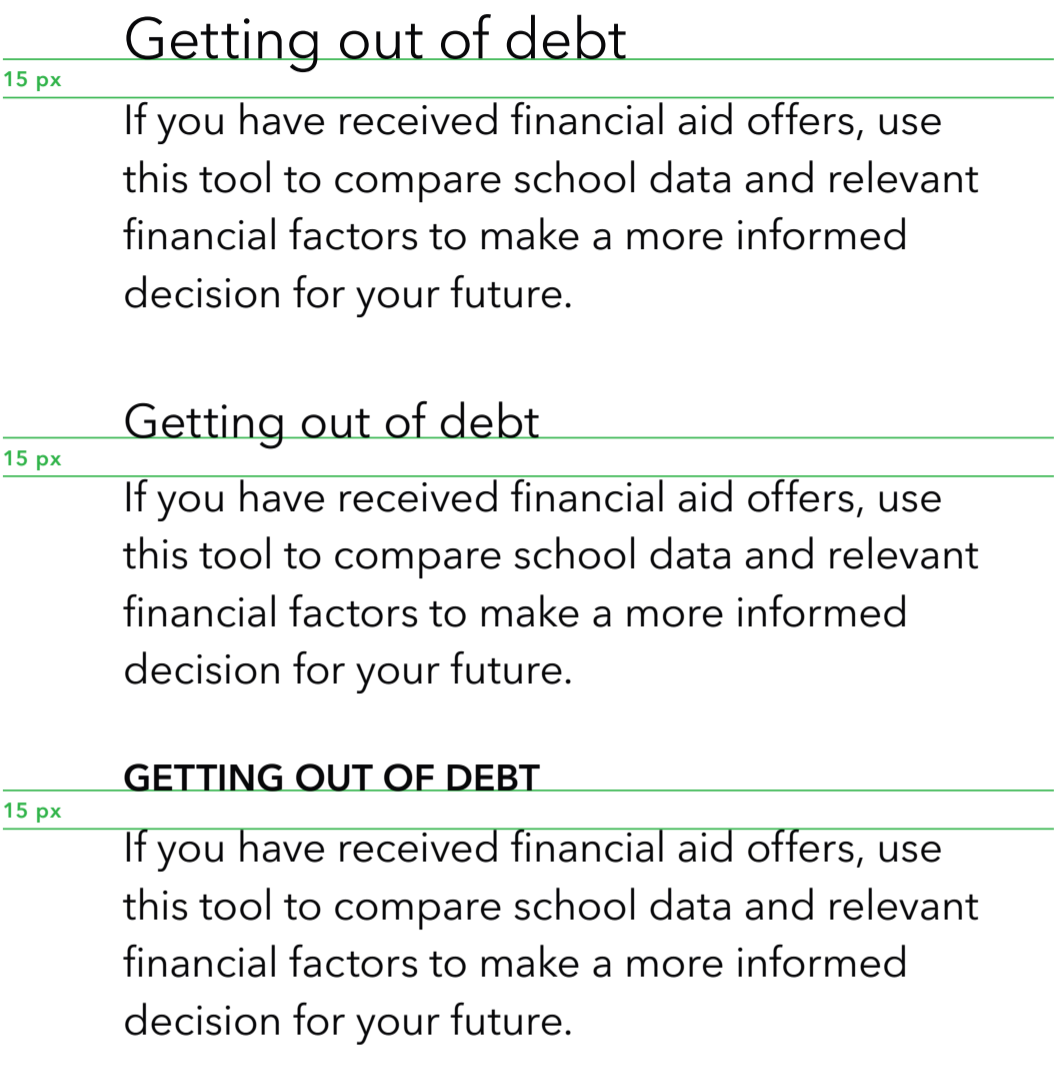 Getting out of debt
15 px
If you have received financial aid offers, use
this tool to compare school data and relevant
financial factors to make a more informed
decision for your future.
Getting out of debt
15 px
If you have received financial aid offers, use
this tool to compare school data and relevant
financial factors to make a more informed
decision for your future.
GETTING OUT OF DEBT
15 px
If you have received financial aid offers, use
this tool to compare school data and relevant
financial factors to make a more informed
decision for your future.